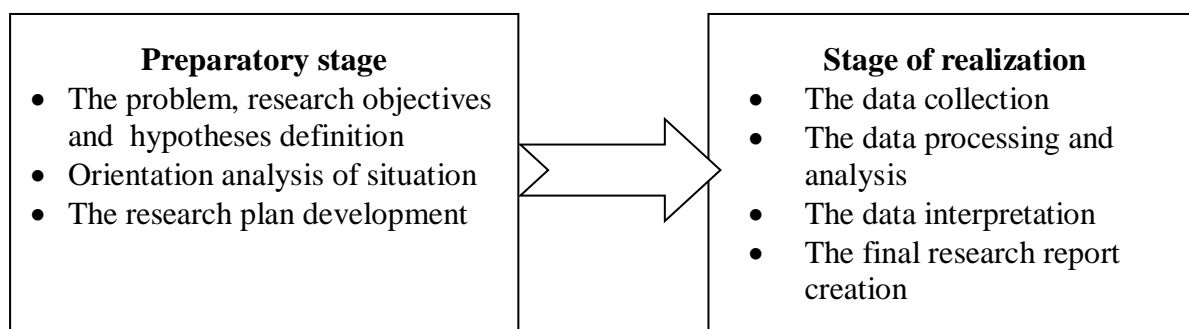 Preparatory stage
• The problem, research objectives
and hypotheses definition
• Orientation analysis of situation
• The research plan development
Stage of realization
• The data collection
• The data processing and
analysis
• The data interpretation
• The final research report
creation